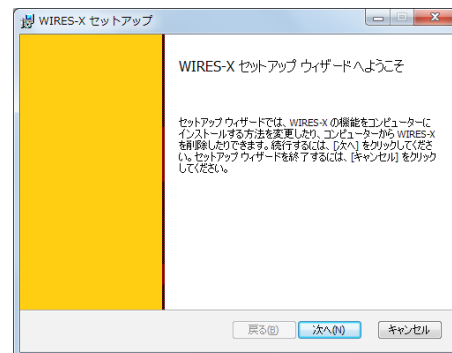 WIRES-X セットアップ
WIRES-X セットアップ ウィザードへようこそ
セットアップ ウィザードでは、WIRES-X の機能をコンピューターに
インストールする方法を変更したり、コンピューターから WIRES-X
を削除したりできます。続行するには、[次へ] をクリックしてくださ
い。セットアップ ウィザードを終了するには、[キャンセル] をクリック
してください。
戻る(B) 次へ(N) キャンセル